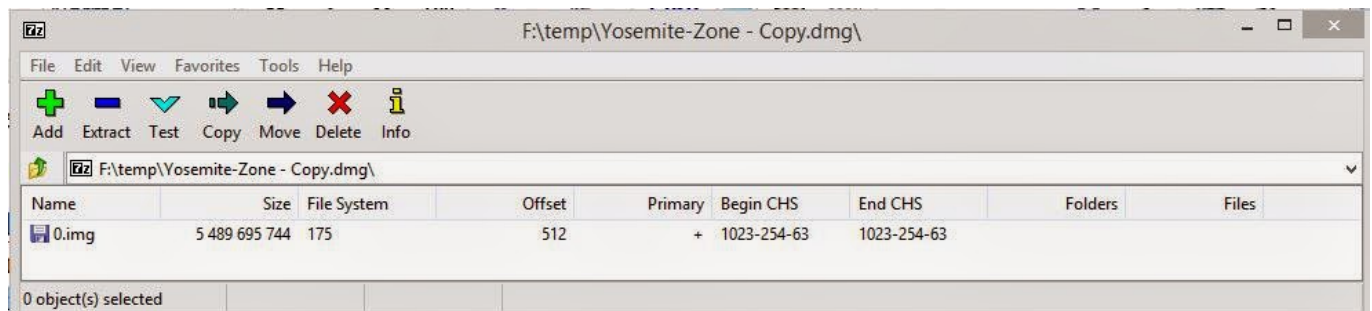 7z F:\temp\Yosemite-Zone - Copy.dmg\
File Edit View Favorites Tools Help
Add Extract Test Copy Move Delete Info
7z F:\temp\Yosemite-Zone - Copy.dmg\
Name Size File System Offset Primary Begin CHS End CHS Folders Files
0.img 5 489 695 744 175 512 + 1023-254-63 1023-254-63
0 object(s) selected